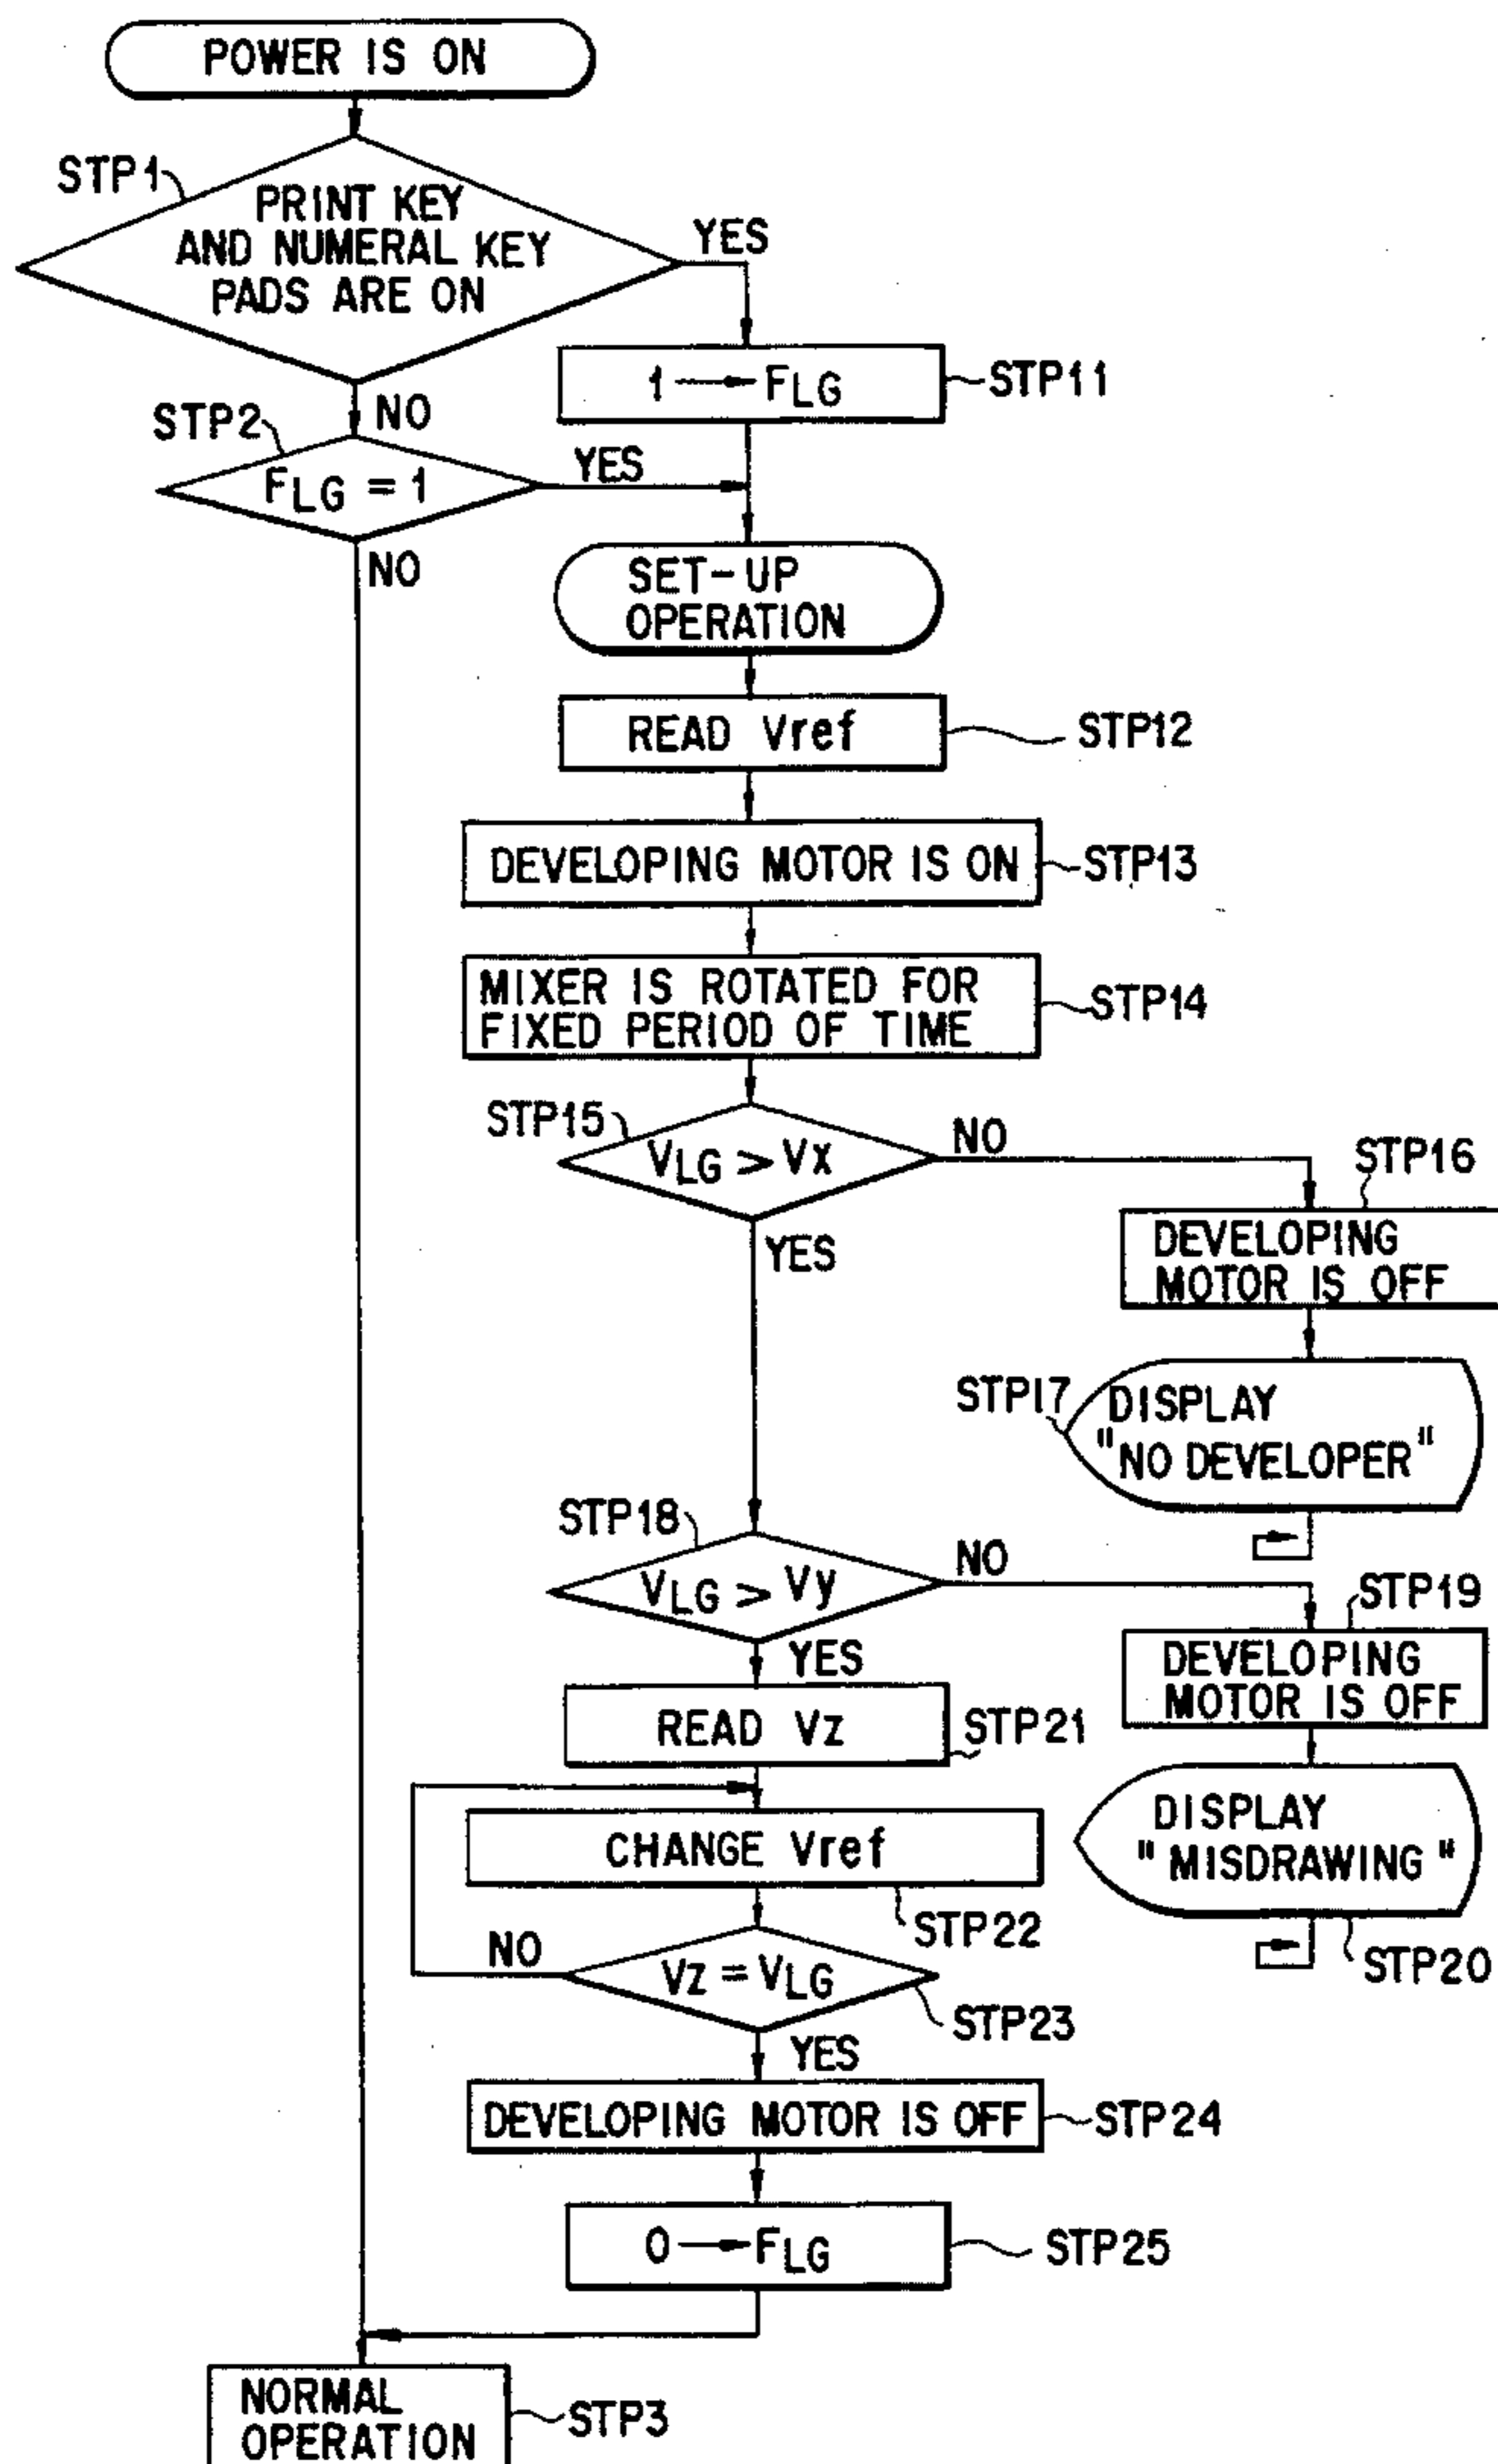 POWER IS ON
STP1
PRINT KEY
AND NUMERAL KEY
PADS ARE ON
YES
1 → FLG
STP11
NO
STP2
FLG = 1
YES
NO
SET-UP
OPERATION
READ Vref
STP12
DEVELOPING MOTOR IS ON
STP13
MIXER IS ROTATED FOR
FIXED PERIOD OF TIME
STP14
STP15
VLG > Vx
NO
YES
STP16
DEVELOPING
MOTOR IS OFF
STP17
DISPLAY
"NO DEVELOPER"
STP18
VLG > Vy
NO
YES
STP19
DEVELOPING
MOTOR IS OFF
READ Vz
STP21
DISPLAY
"MISDRAWING"
STP20
CHANGE Vref
STP22
NO
Vz = VLG
STP23
YES
DEVELOPING MOTOR IS OFF
STP24
0 → FLG
STP25
NORMAL
OPERATION
STP3